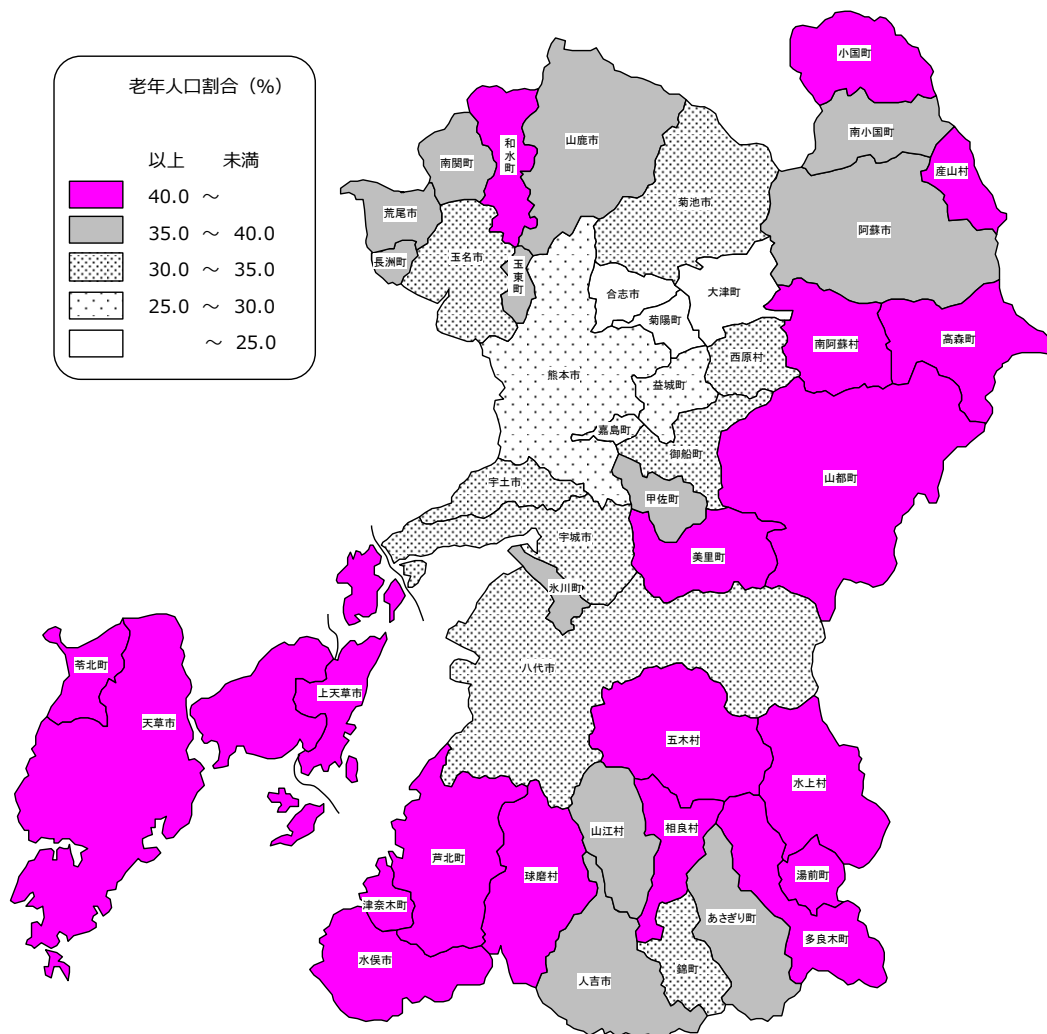 老年人口割合（%）
以上 未満
40.0 ～
35.0 ～ 40.0
30.0 ～ 35.0
25.0 ～ 30.0
～ 25.0
小国町
南小国町
産山村
和水町
山鹿市
南関町
菊池市
荒尾市
阿蘇市
長洲町
玉名市
玉東町
合志市
大津町
菊陽町
南阿蘇村
高森町
西原村
熊本市
益城町
嘉島町
御船町
山都町
宇土市
甲佐町
宇城市
美里町
氷川町
八代市
苓北町
上天草市
天草市
五木村
水上村
山江村
相良村
芦北町
球磨村
湯前町
津奈木町
あさぎり町
多良木町
水俣市
錦町
人吉市